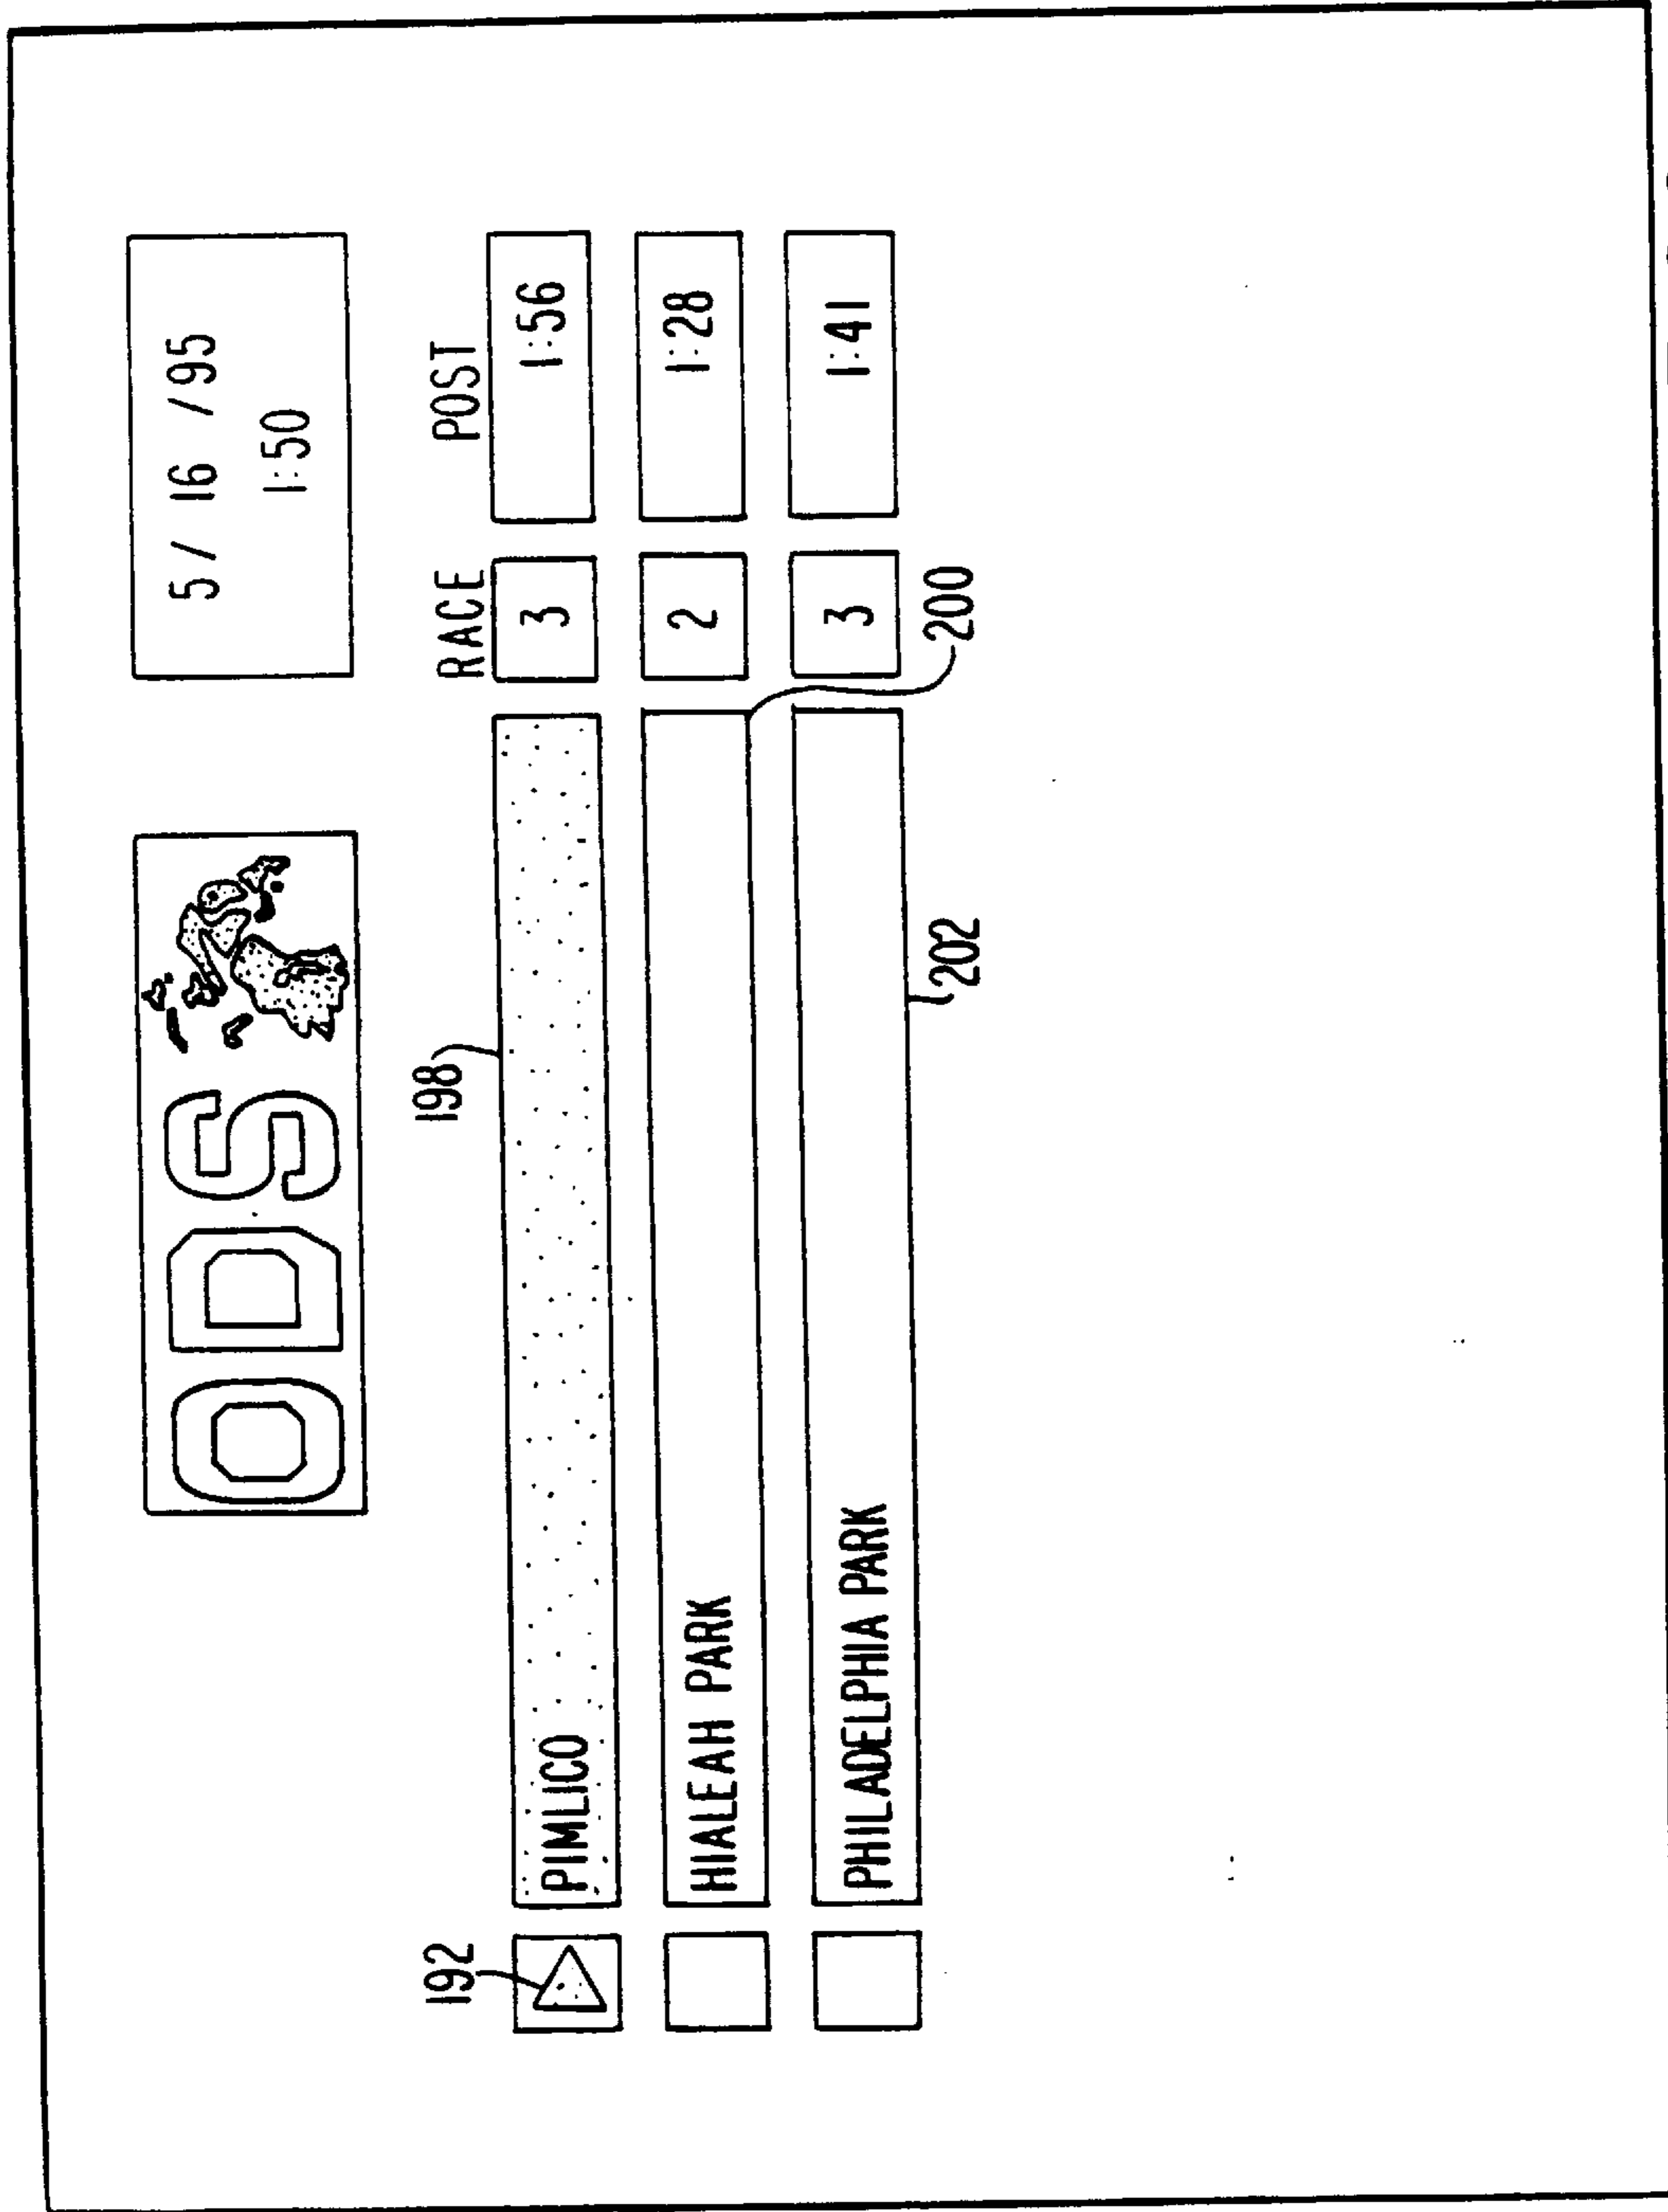 ODS
5/ 16 /95
1:50
192
198
RACE
POST
PIMLICO
3
1:56
HIALEAH PARK
2
1:28
PHILADELPHIA PARK
3
1:41
202
200